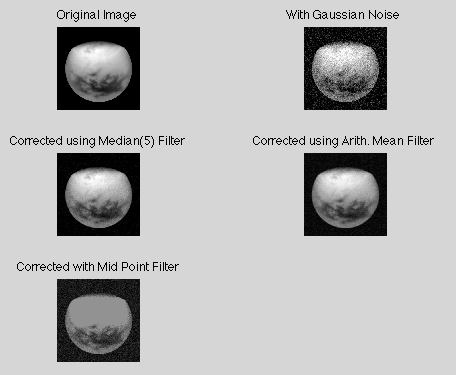 Original Image
With Gaussian Noise
Corrected using Median(5) Filter
Corrected using Arith. Mean Filter
Corrected with Mid Point Filter